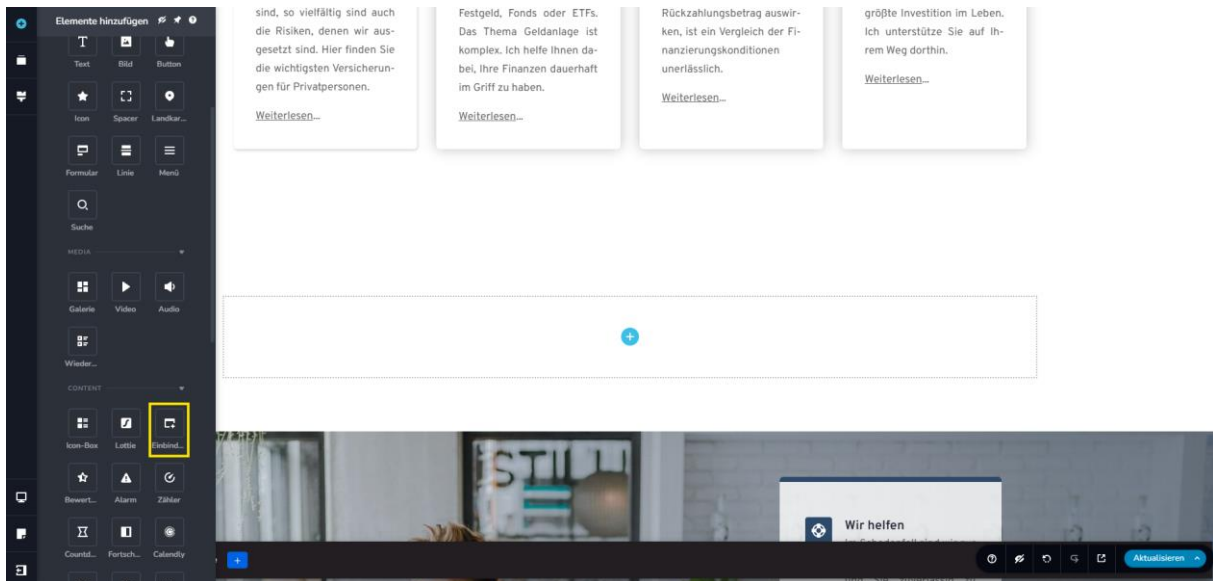 Elemente hinzufügen
Text Bild Button
Icon Spacer Landkar...
Formular Linie Menü
Suche
MEDIA
Galerie Video Audio
Wieder...
CONTENT
Icon-Box Lottie Einbind...
Bewert... Alarm Zähler
Countd... Fortsch... Calendly
sind, so vielfältig sind auch
die Risiken, denen wir aus-
gesetzt sind. Hier finden Sie
die wichtigsten Versicherun-
gen für Privatpersonen.
Weiterlesen...
Festgeld, Fonds oder ETFs.
Das Thema Geldanlage ist
komplex. Ich helfe Ihnen da-
bei, Ihre Finanzen dauerhaft
im Griff zu haben.
Weiterlesen...
Rückzahlungsbetrag auswir-
ken, ist ein Vergleich der Fi-
nanzierungskonditionen
unerlässlich.
Weiterlesen...
größte Investition im Leben.
Ich unterstütze Sie auf Ih-
rem Weg dorthin.
Weiterlesen...
STILL
Wir helfen
Aktualisieren